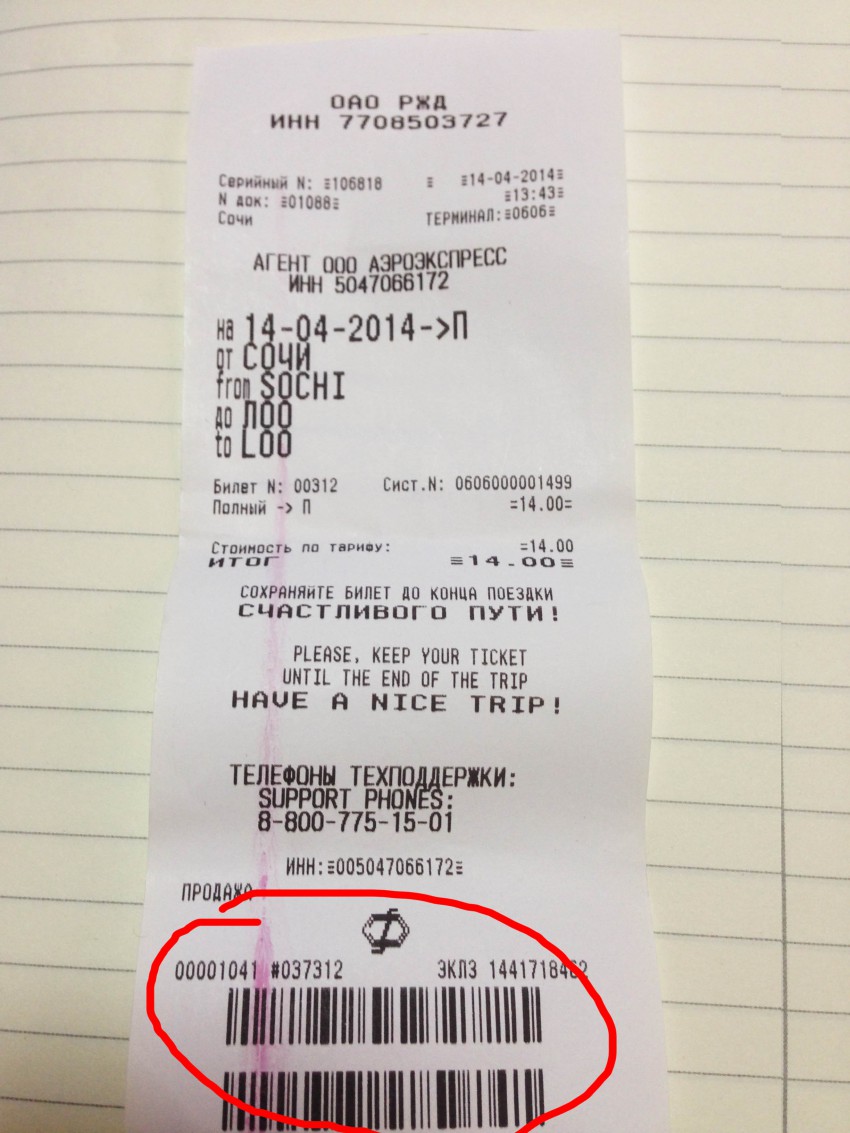 ОАО РЖД
ИНН 7708503727
Серийный N: ≡106818 ≡ ≡14-04-2014≡
N док: ≡01088≡ ≡13:43≡
Сочи ТЕРМИНАЛ:≡0606≡
АГЕНТ ООО АЭРОЭКСПРЕСС
ИНН 5047066172
на 14-04-2014->П
от СОЧИ
from SOCHI
до ЛОО
to LOO
Билет N: 00312 Сист.N: 0606000001499
Полный -> П =14.00=
Стоимость по тарифу: =14.00
ИТОГ ≡14.00≡
СОХРАНЯЙТЕ БИЛЕТ ДО КОНЦА ПОЕЗДКИ
СЧАСТЛИВОГО ПУТИ!
PLEASE, KEEP YOUR TICKET
UNTIL THE END OF THE TRIP
HAVE A NICE TRIP!
ТЕЛЕФОНЫ ТЕХПОДДЕРЖКИ:
SUPPORT PHONES:
8-800-775-15-01
ИНН:≡005047066172≡
ПРОДАЖА
00001041 #037312 ЭКЛЗ 1441718462